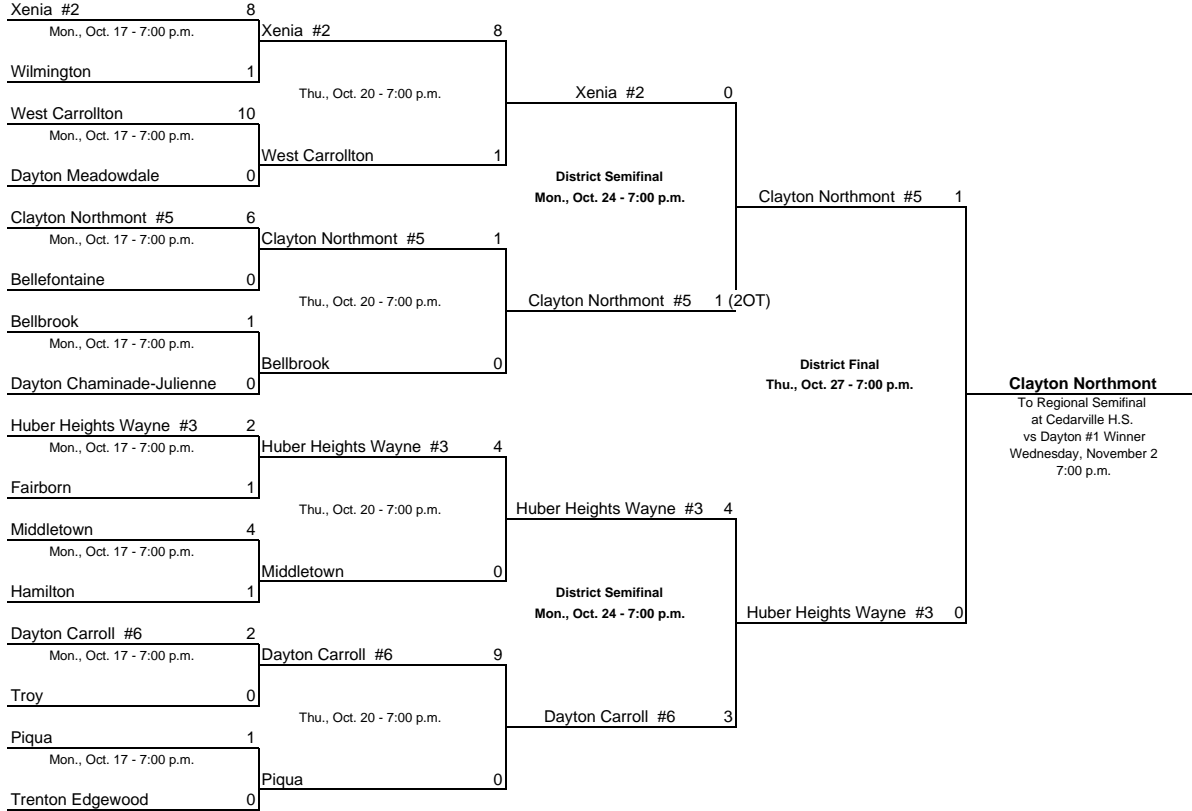 Xenia #2 8
Mon., Oct. 17 - 7:00 p.m.
Wilmington 1
West Carrollton 10
Mon., Oct. 17 - 7:00 p.m.
Dayton Meadowdale 0
Clayton Northmont #5 6
Mon., Oct. 17 - 7:00 p.m.
Bellefontaine 0
Bellbrook 1
Mon., Oct. 17 - 7:00 p.m.
Dayton Chaminade-Julienne 0
Huber Heights Wayne #3 2
Mon., Oct. 17 - 7:00 p.m.
Fairborn 1
Middletown 4
Mon., Oct. 17 - 7:00 p.m.
Hamilton 1
Dayton Carroll #6 2
Mon., Oct. 17 - 7:00 p.m.
Troy 0
Piqua 1
Mon., Oct. 17 - 7:00 p.m.
Trenton Edgewood 0
Xenia #2 8
Thu., Oct. 20 - 7:00 p.m.
West Carrollton 1
Clayton Northmont #5 1
Thu., Oct. 20 - 7:00 p.m.
Bellbrook 0
Huber Heights Wayne #3 4
Thu., Oct. 20 - 7:00 p.m.
Middletown 0
Dayton Carroll #6 9
Thu., Oct. 20 - 7:00 p.m.
Piqua 0
Xenia #2 0
District Semifinal
Mon., Oct. 24 - 7:00 p.m.
Clayton Northmont #5 1 (2OT)
Huber Heights Wayne #3 4
District Semifinal
Mon., Oct. 24 - 7:00 p.m.
Dayton Carroll #6 3
Clayton Northmont #5 1
District Final
Thu., Oct. 27 - 7:00 p.m.
Huber Heights Wayne #3 0
Clayton Northmont
To Regional Semifinal
at Cedarville H.S.
vs Dayton #1 Winner
Wednesday, November 2
7:00 p.m.